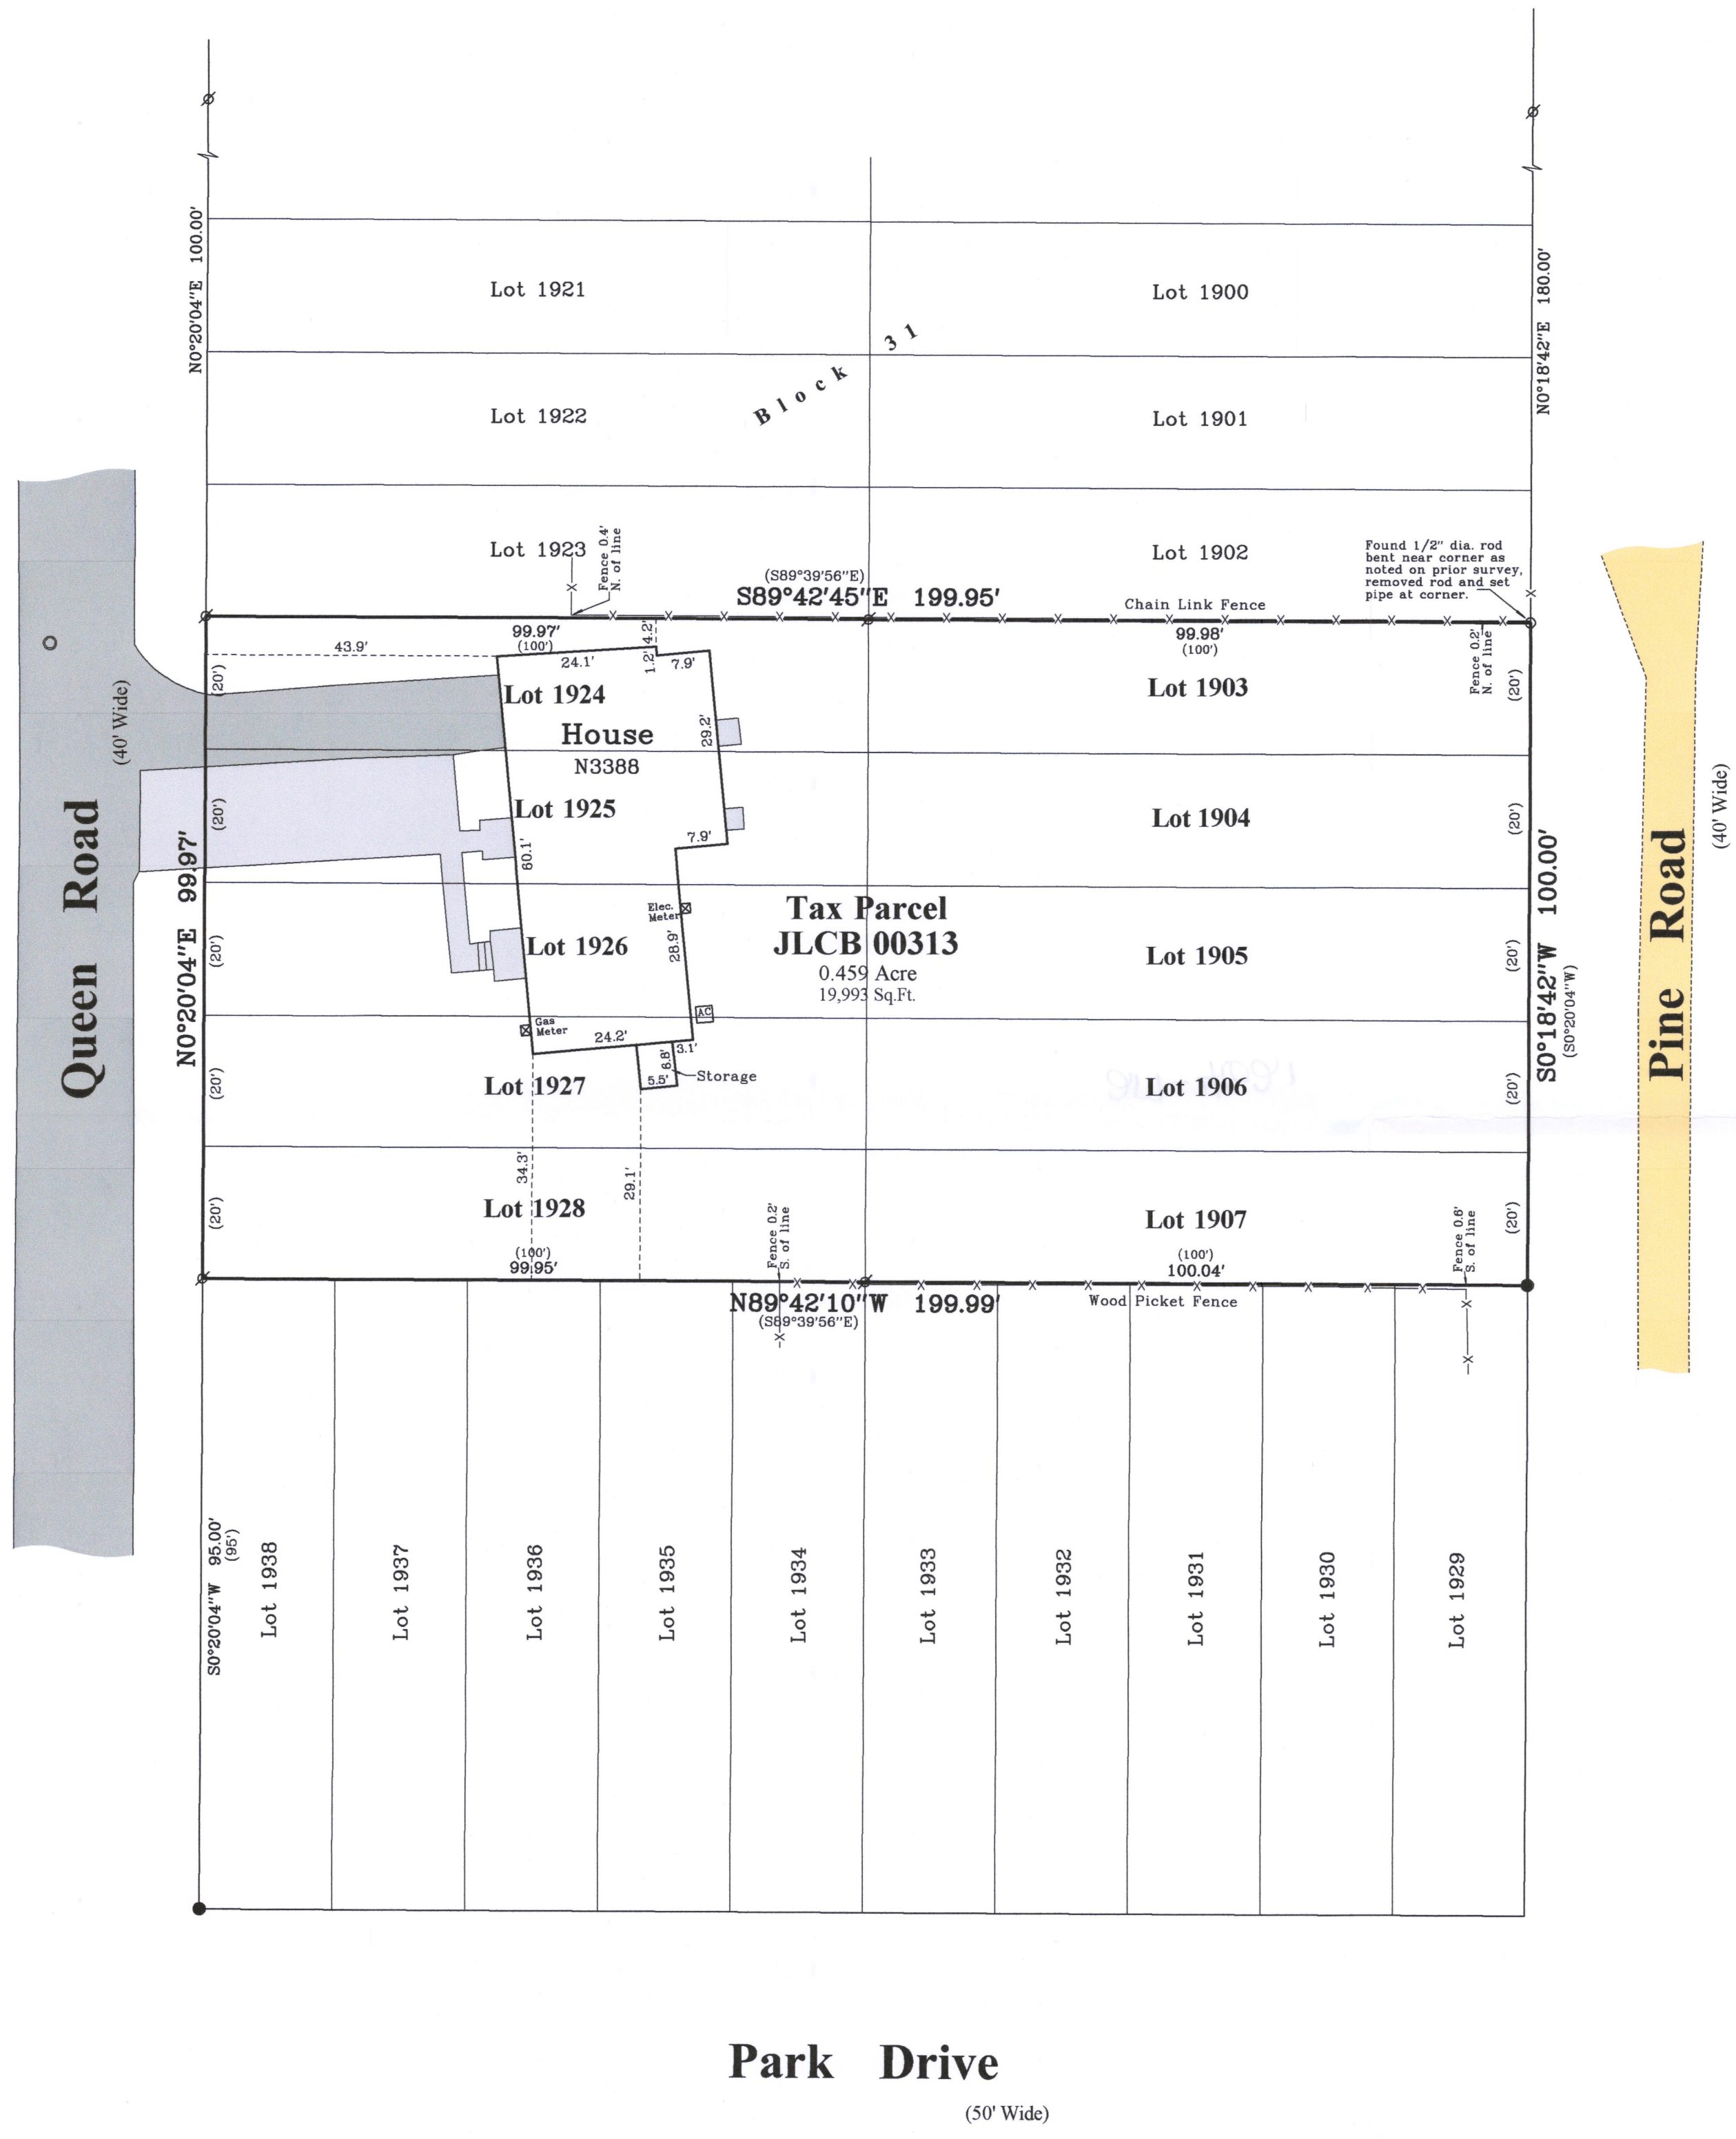 N0°20'04"E 100.00'
N0°18'42"E 180.00'
Lot 1921
Lot 1900
Block 31
Lot 1922
Lot 1901
Lot 1923
Lot 1902
Fence 0.4'
N. of line
Found 1/2" dia. rod
bent near corner as
noted on prior survey,
removed rod and set
pipe at corner.
(S89°39'56"E)
S89°42'45"E 199.95'
Chain Link Fence
99.97'
(100')
99.98'
(100')
Fence 0.2'
N. of line
43.9'
24.1'
4.2'
1.2'
7.9'
(20')
(20')
Lot 1924
Lot 1903
(40' Wide)
House
N3388
29.2'
(40' Wide)
(20')
(20')
Lot 1925
Lot 1904
60.1'
7.9'
Queen Road
N0°20'04"E 99.97'
Tax Parcel
JLCB 00313
0.459 Acre
19,993 Sq.Ft.
Elec.
Meter
28.9'
(20')
(20')
Lot 1926
Lot 1905
S0°18'42"W 100.00'
(S0°20'04"W)
Pine Road
AC
Gas
Meter
24.2'
3.1'
6.8'
5.5'
Storage
(20')
(20')
Lot 1927
Lot 1906
34.3'
29.1'
(20')
(20')
Lot 1928
Lot 1907
Fence 0.2'
S. of line
Fence 0.6'
S. of line
(100')
99.95'
(100')
100.04'
N89°42'10"W 199.99'
(S89°39'56"E)
Wood Picket Fence
S0°20'04"W 95.00'
(95')
Lot 1938
Lot 1937
Lot 1936
Lot 1935
Lot 1934
Lot 1933
Lot 1932
Lot 1931
Lot 1930
Lot 1929
Park Drive
(50' Wide)